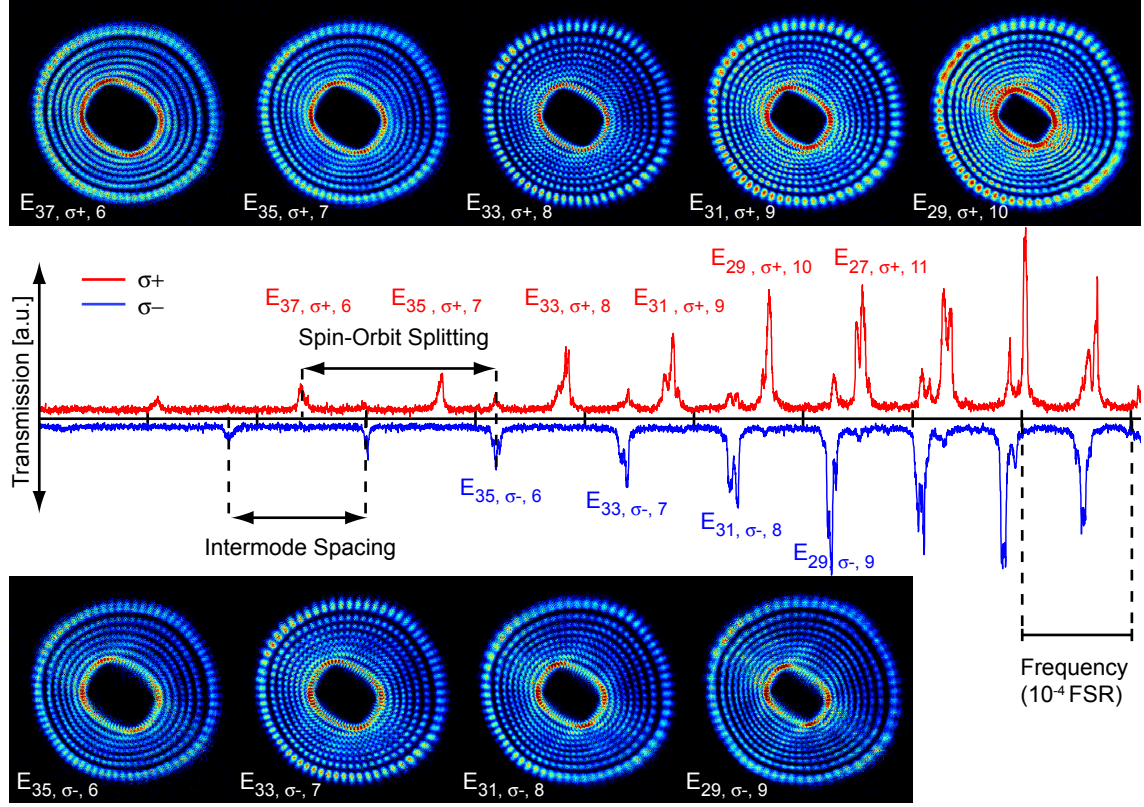 E37, σ+, 6
E35, σ+, 7
E33, σ+, 8
E31, σ+, 9
E29, σ+, 10
Transmission [a.u.]
σ+
σ−
E37, σ+, 6
E35 , σ+, 7
E33, σ+, 8
E31, σ+, 9
E29 , σ+, 10
E27, σ+, 11
Spin-Orbit Splitting
Intermode Spacing
E35, σ-, 6
E33, σ-, 7
E31, σ-, 8
E29, σ-, 9
Frequency
(10-4 FSR)
E35, σ-, 6
E33, σ-, 7
E31, σ-, 8
E29, σ-, 9